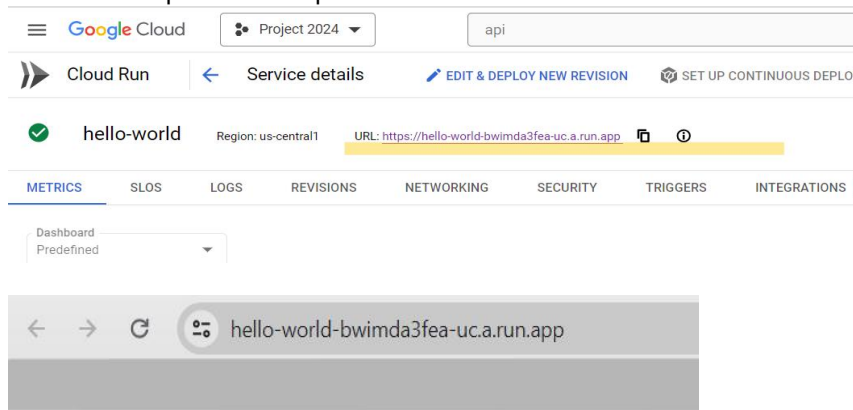 Google Cloud Project 2024 api
Cloud Run Service details EDIT & DEPLOY NEW REVISION SET UP CONTINUOUS DEPLO
hello-world Region: us-central1 URL: https://hello-world-bwimda3fea-uc.a.run.app
METRICS SLOS LOGS REVISIONS NETWORKING SECURITY TRIGGERS INTEGRATIONS
Dashboard
Predefined
hello-world-bwimda3fea-uc.a.run.app